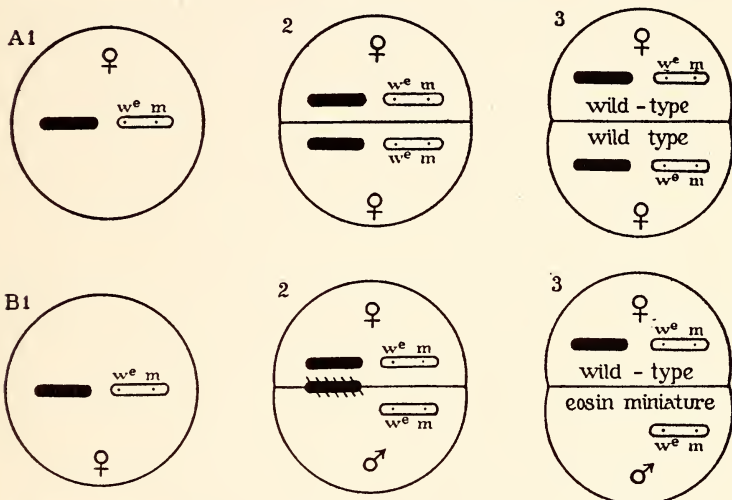 A1
♀
wᵉ m
2
♀
wᵉ m
wᵉ m
♀
3
♀
wᵉ m
wild - type
wild type
wᵉ m
♀
B1
wᵉ m
♀
2
♀
wᵉ m
wᵉ m
♂
3
♀
wᵉ m
wild - type
eosin miniature
wᵉ m
♂